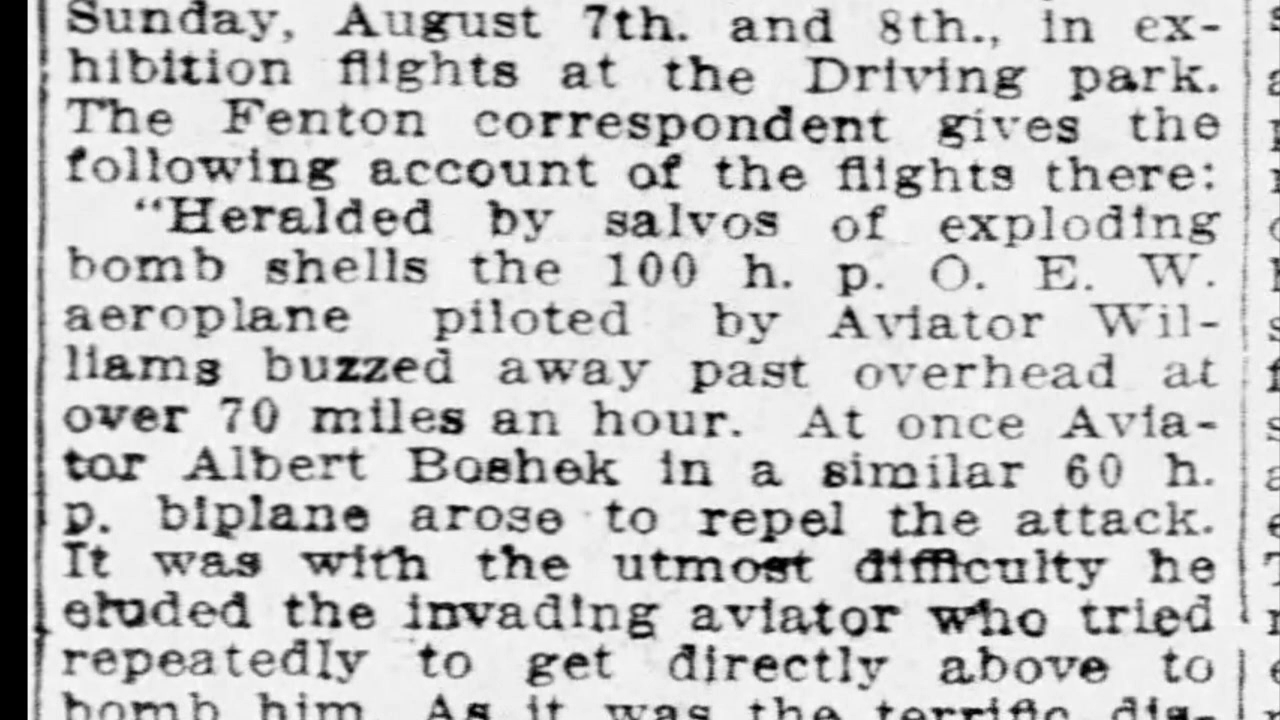 Sunday, August 7th. and 8th., in ex-
hibition flights at the Driving park.
The Fenton correspondent gives the
following account of the flights there:
"Heralded by salvos of exploding
bomb shells the 100 h. p. O. E. W.
aeroplane piloted by Aviator Wil-
liams buzzed away past overhead at
over 70 miles an hour. At once Avia-
tor Albert Boshek in a similar 60 h.
p. biplane arose to repel the attack.
It was with the utmost difficulty he
eluded the invading aviator who tried
repeatedly to get directly above to
bomb him. As it was the terrific dis-